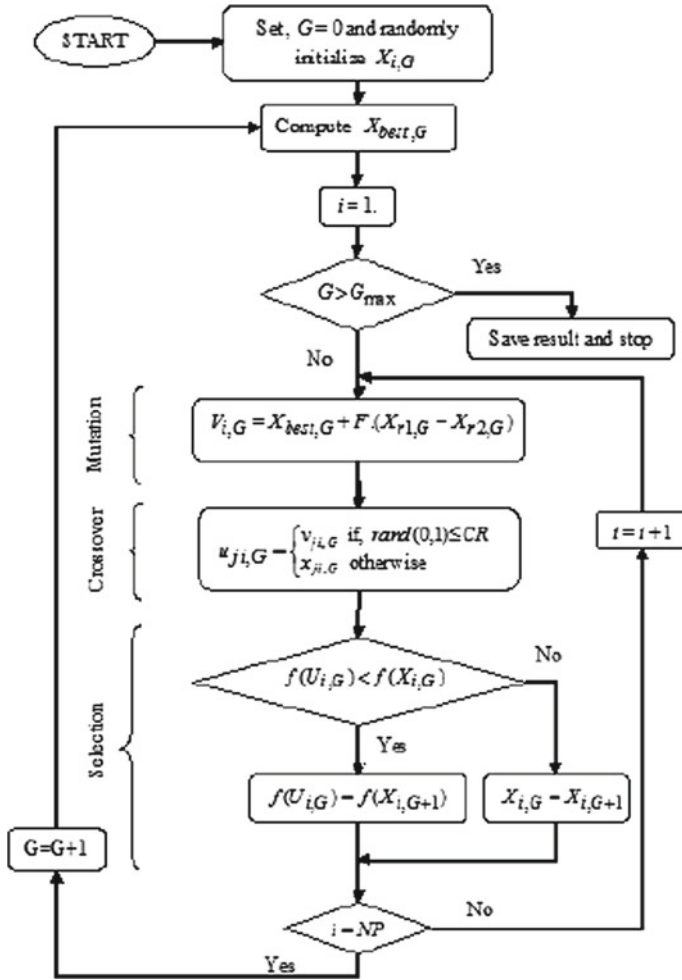 START
Set, G = 0 and randomly
initialize X_{i,G}
Compute X_{best,G}
i = 1.
G > G_{max}
Yes
Save result and stop
No
Mutation
V_{i,G} = X_{best,G} + F.(X_{r1,G} - X_{r2,G})
Crossover
u_{ji,G} = { v_{ji,G} if, rand(0,1)≤CR
x_{ji,G} otherwise
i = i+1
Selection
f(U_{i,G}) < f(X_{i,G})
No
Yes
f(U_{i,G}) = f(X_{i,G+1})
X_{i,G} = X_{i,G+1}
G=G+1
i = NP
No
Yes